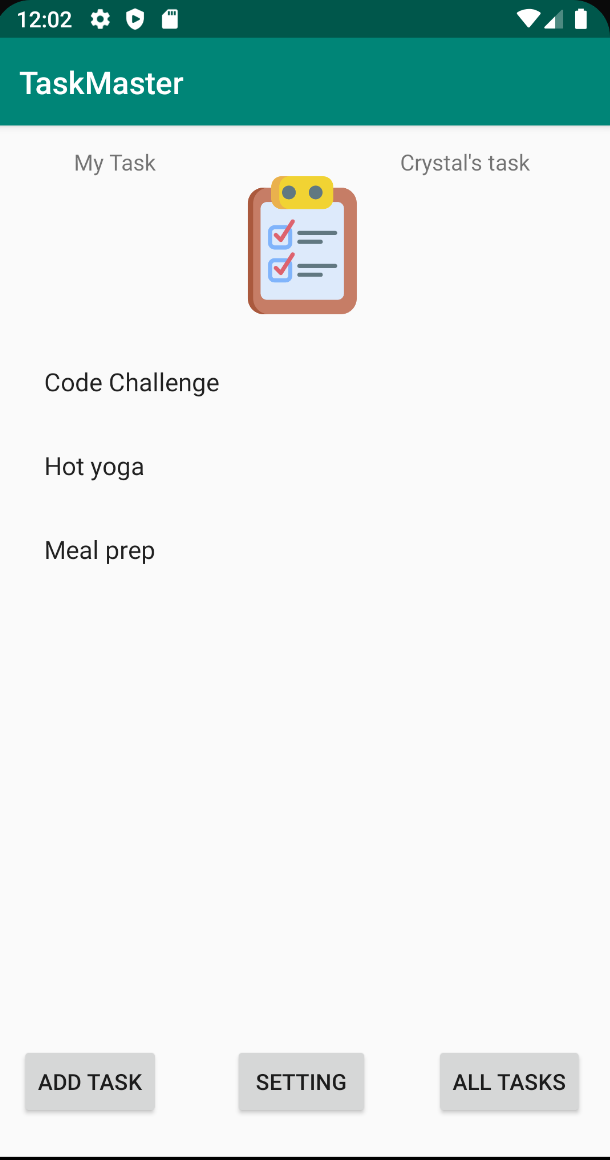 12:02
TaskMaster
My Task
Crystal's task
Code Challenge
Hot yoga
Meal prep
ADD TASK
SETTING
ALL TASKS